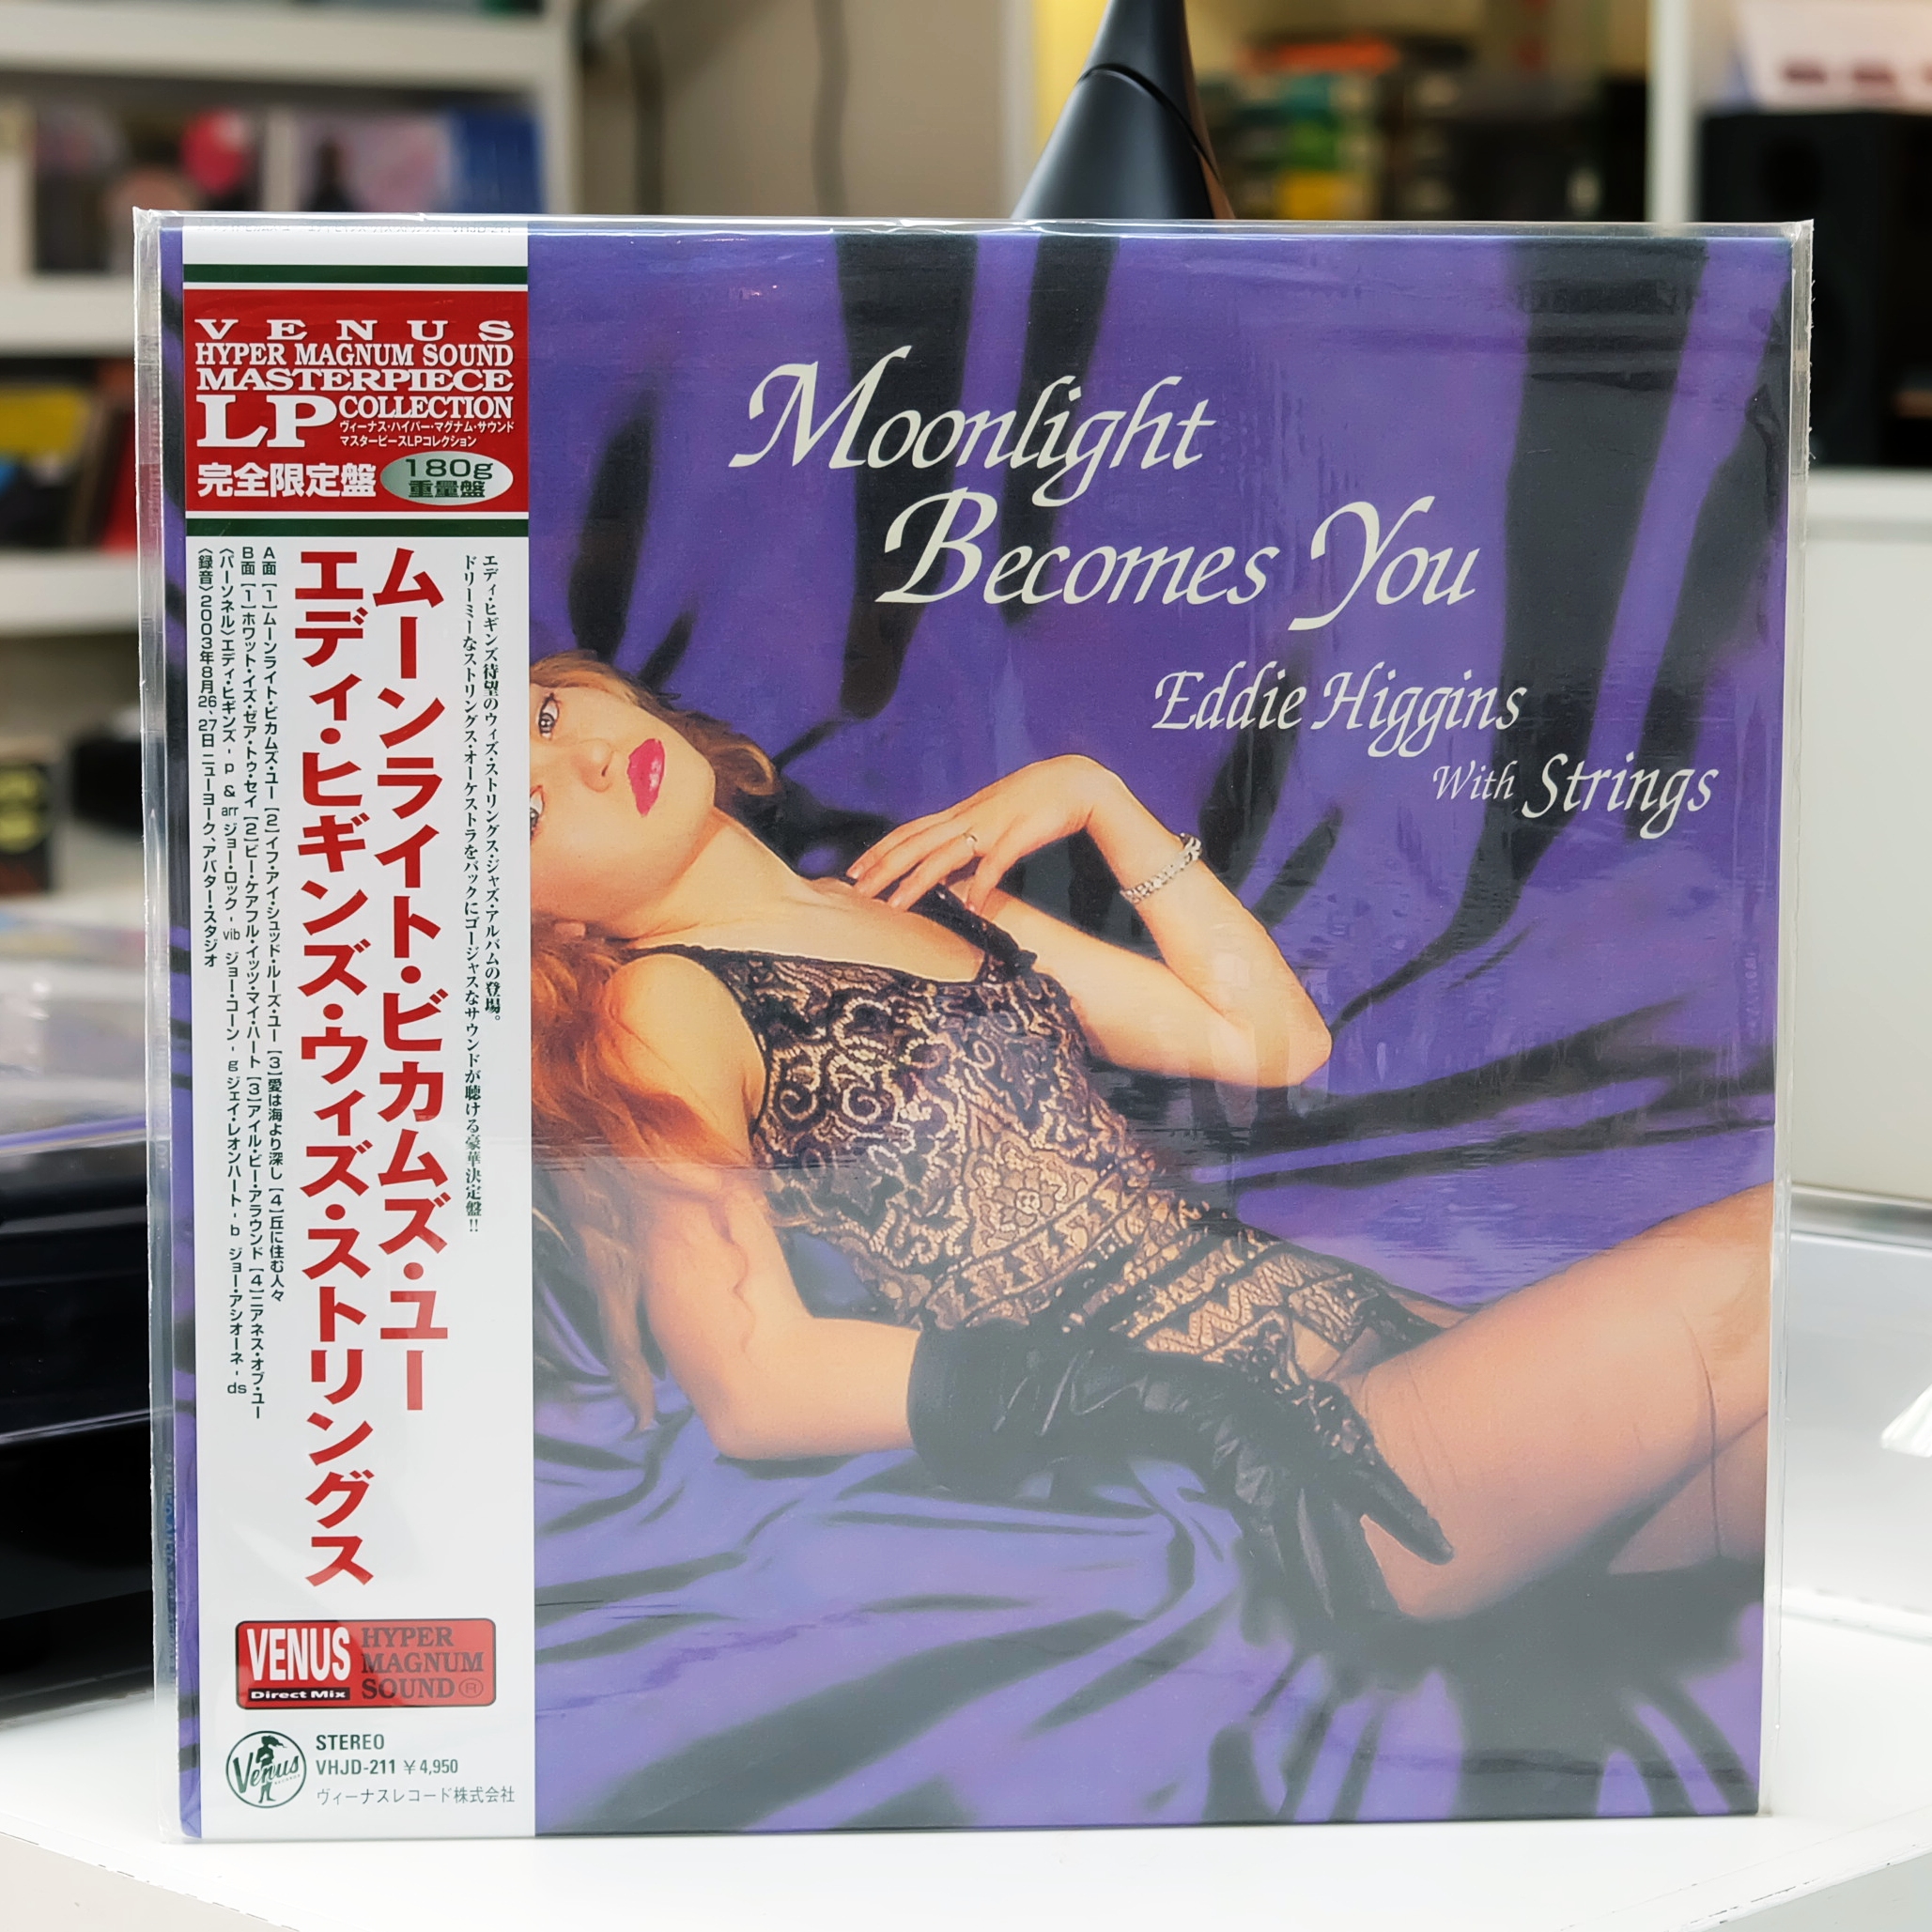 VENUS
HYPER MAGNUM SOUND
MASTERPIECE
LP COLLECTION
ヴィーナス・ハイパー・マグナム・サウンド
マスターピースLPコレクション
完全限定盤
180g
重量盤
エディ・ヒギンズ待望のウィズ・ストリングス・ジャズ・アルバムの登場。
ドリーミーなストリングス・オーケストラをバックにゴージャスなサウンドが聴ける豪華決定盤!!
ムーンライト・ビカムズ・ユー
エディ・ヒギンズ・ウィズ・ストリングス
A面 [1]ムーンライト・ビカムズ・ユー [2]イフ・アイ・シュッド・ルーズ・ユー [3]愛は海より深し [4]丘に住む人々
B面 [1]ホワット・イズ・ゼア・トゥ・セイ [2]ビー・ケアフル・イッツ・マイ・ハート [3]アイル・ビー・アラウンド [4]ニアネス・オブ・ユー
〈パーソネル〉エディ・ヒギンズ - p & arr ジョー・ロック - vib ジョー・コーン - g ジェイ・レオンハート - b ジョー・アシオーネ - ds
〈録音〉2003年8月26、27日 ニューヨーク、アバター・スタジオ
VENUS
Direct Mix
HYPER
MAGNUM
SOUND®
Venus
RECORDS
STEREO
VHJD-211 ¥4,950
ヴィーナスレコード株式会社
Moonlight
Becomes You
Eddie Higgins
With Strings